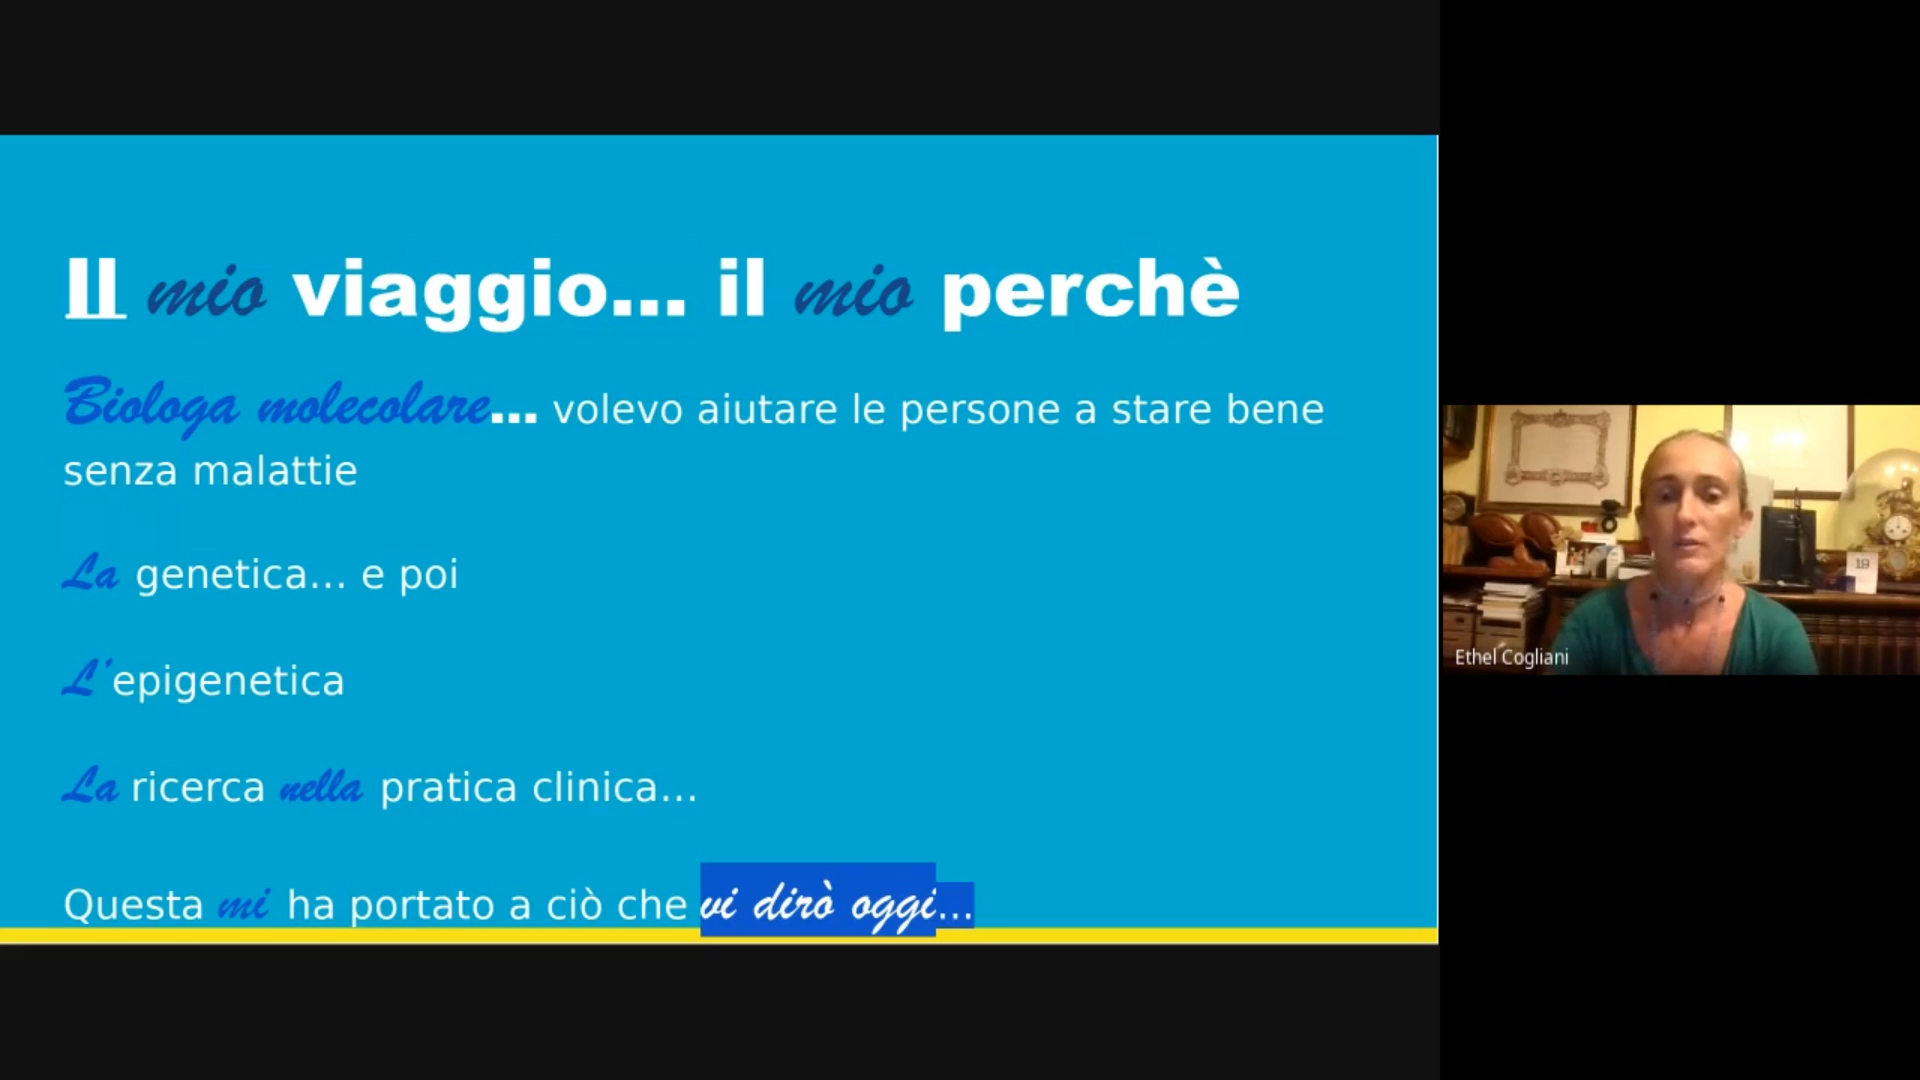 Il mio viaggio... il mio perchè
Biologa molecolare... volevo aiutare le persone a stare bene
senza malattie
La genetica... e poi
L'epigenetica
La ricerca nella pratica clinica...
Questa mi ha portato a ciò che vi dirò oggi...
19
Ethel Cogliani